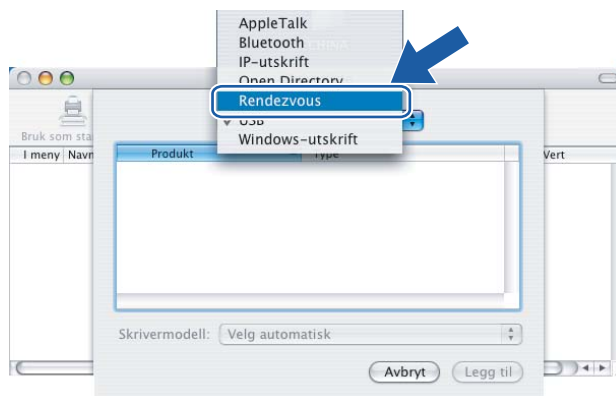 AppleTalk
Bluetooth
IP-utskrift
Open Directory
Rendezvous
USB
Windows-utskrift
Bruk som sta
I meny Navn Produkt Type Vert
Skrivermodell: Velg automatisk
Avbryt Legg til